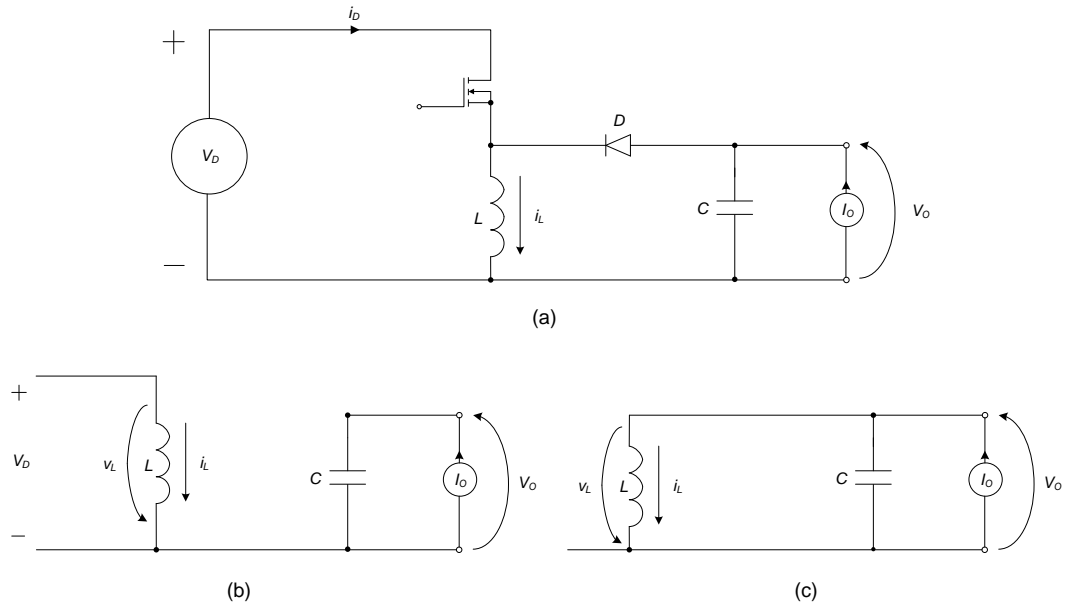 i_D
+
D
V_D
L
i_L
C
I_O
V_O
−
(a)
+
V_D
v_L
L
i_L
C
I_O
V_O
−
(b)
v_L
L
i_L
C
I_O
V_O
(c)